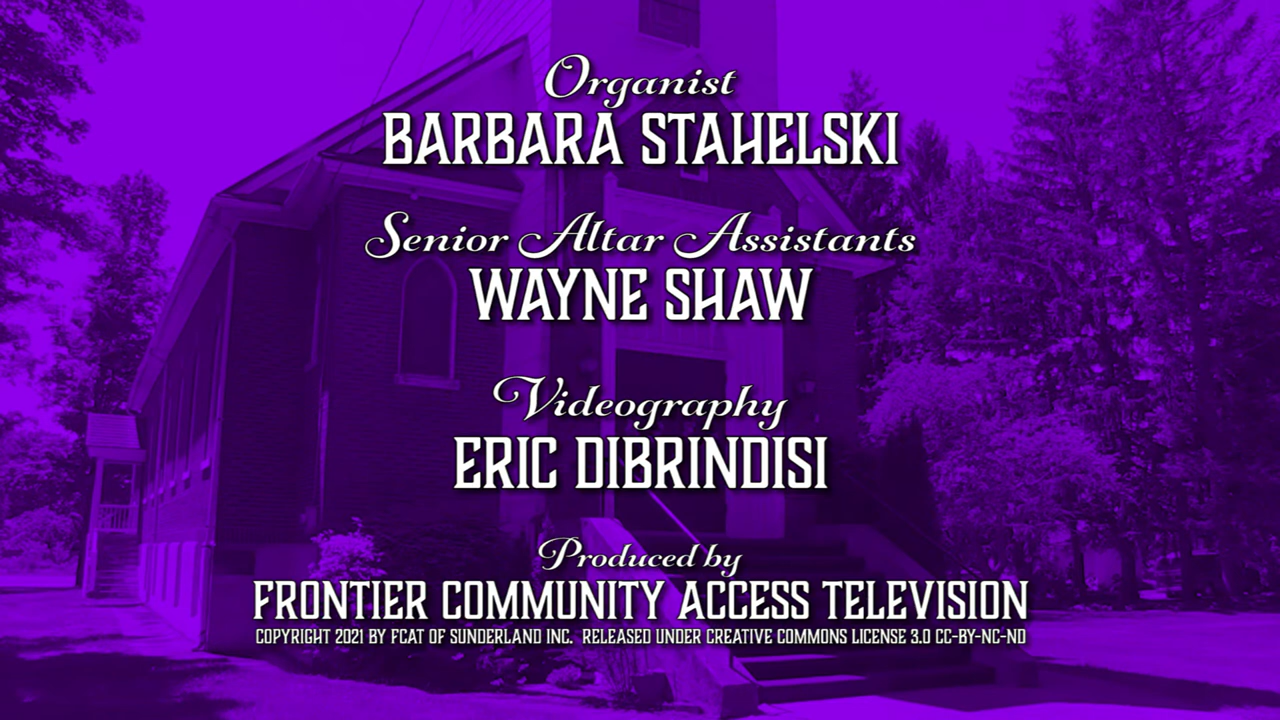 Organist
BARBARA STAHELSKI
Senior Altar Assistants
WAYNE SHAW
Videography
ERIC DIBRINDISI
Produced by
FRONTIER COMMUNITY ACCESS TELEVISION
COPYRIGHT 2021 BY FCAT OF SUNDERLAND INC. RELEASED UNDER CREATIVE COMMONS LICENSE 3.0 CC-BY-NC-ND